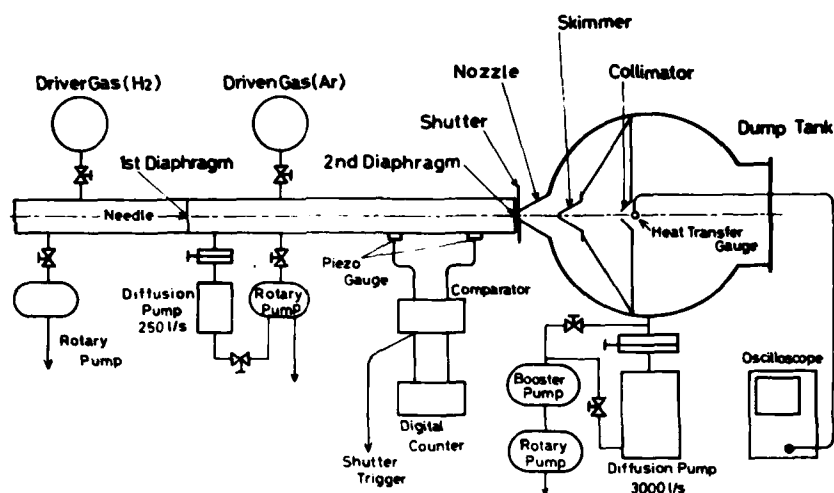 Skimmer
Driver Gas (H2)
Driven Gas (Ar)
Nozzle
Collimator
Shutter
Dump Tank
1st Diaphragm
2nd Diaphragm
Needle
Heat Transfer
Gauge
Piezo
Gauge
Diffusion
Pump
250 l/s
Rotary
Pump
Comparator
Rotary
Pump
Oscilloscope
Booster
Pump
Digital
Counter
Shutter
Trigger
Rotary
Pump
Diffusion Pump
3000 l/s